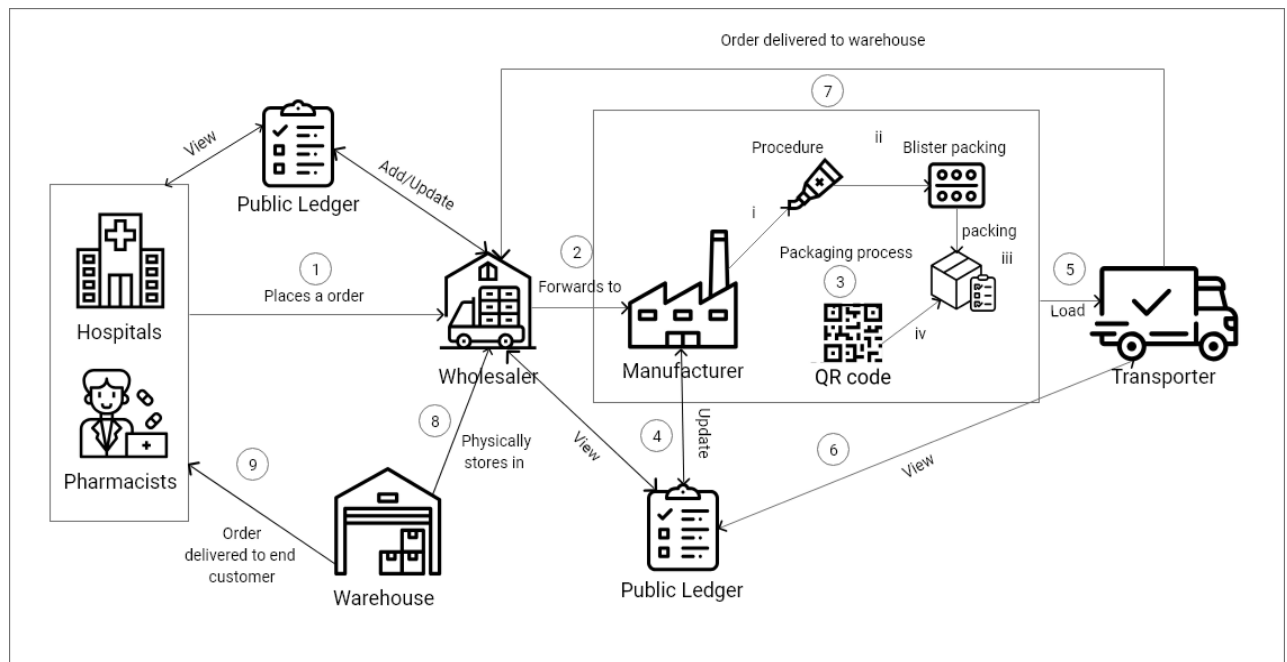 Order delivered to warehouse
7
View
Add/Update
Public Ledger
Procedure
ii
Blister packing
i
packing
iii
Packaging process
3
iv
QR code
1
Places a order
2
Forwards to
5
Load
Hospitals
Wholesaler
Manufacturer
Transporter
Pharmacists
8
Physically
stores in
View
4
Update
6
View
9
Order
delivered to end
customer
Warehouse
Public Ledger